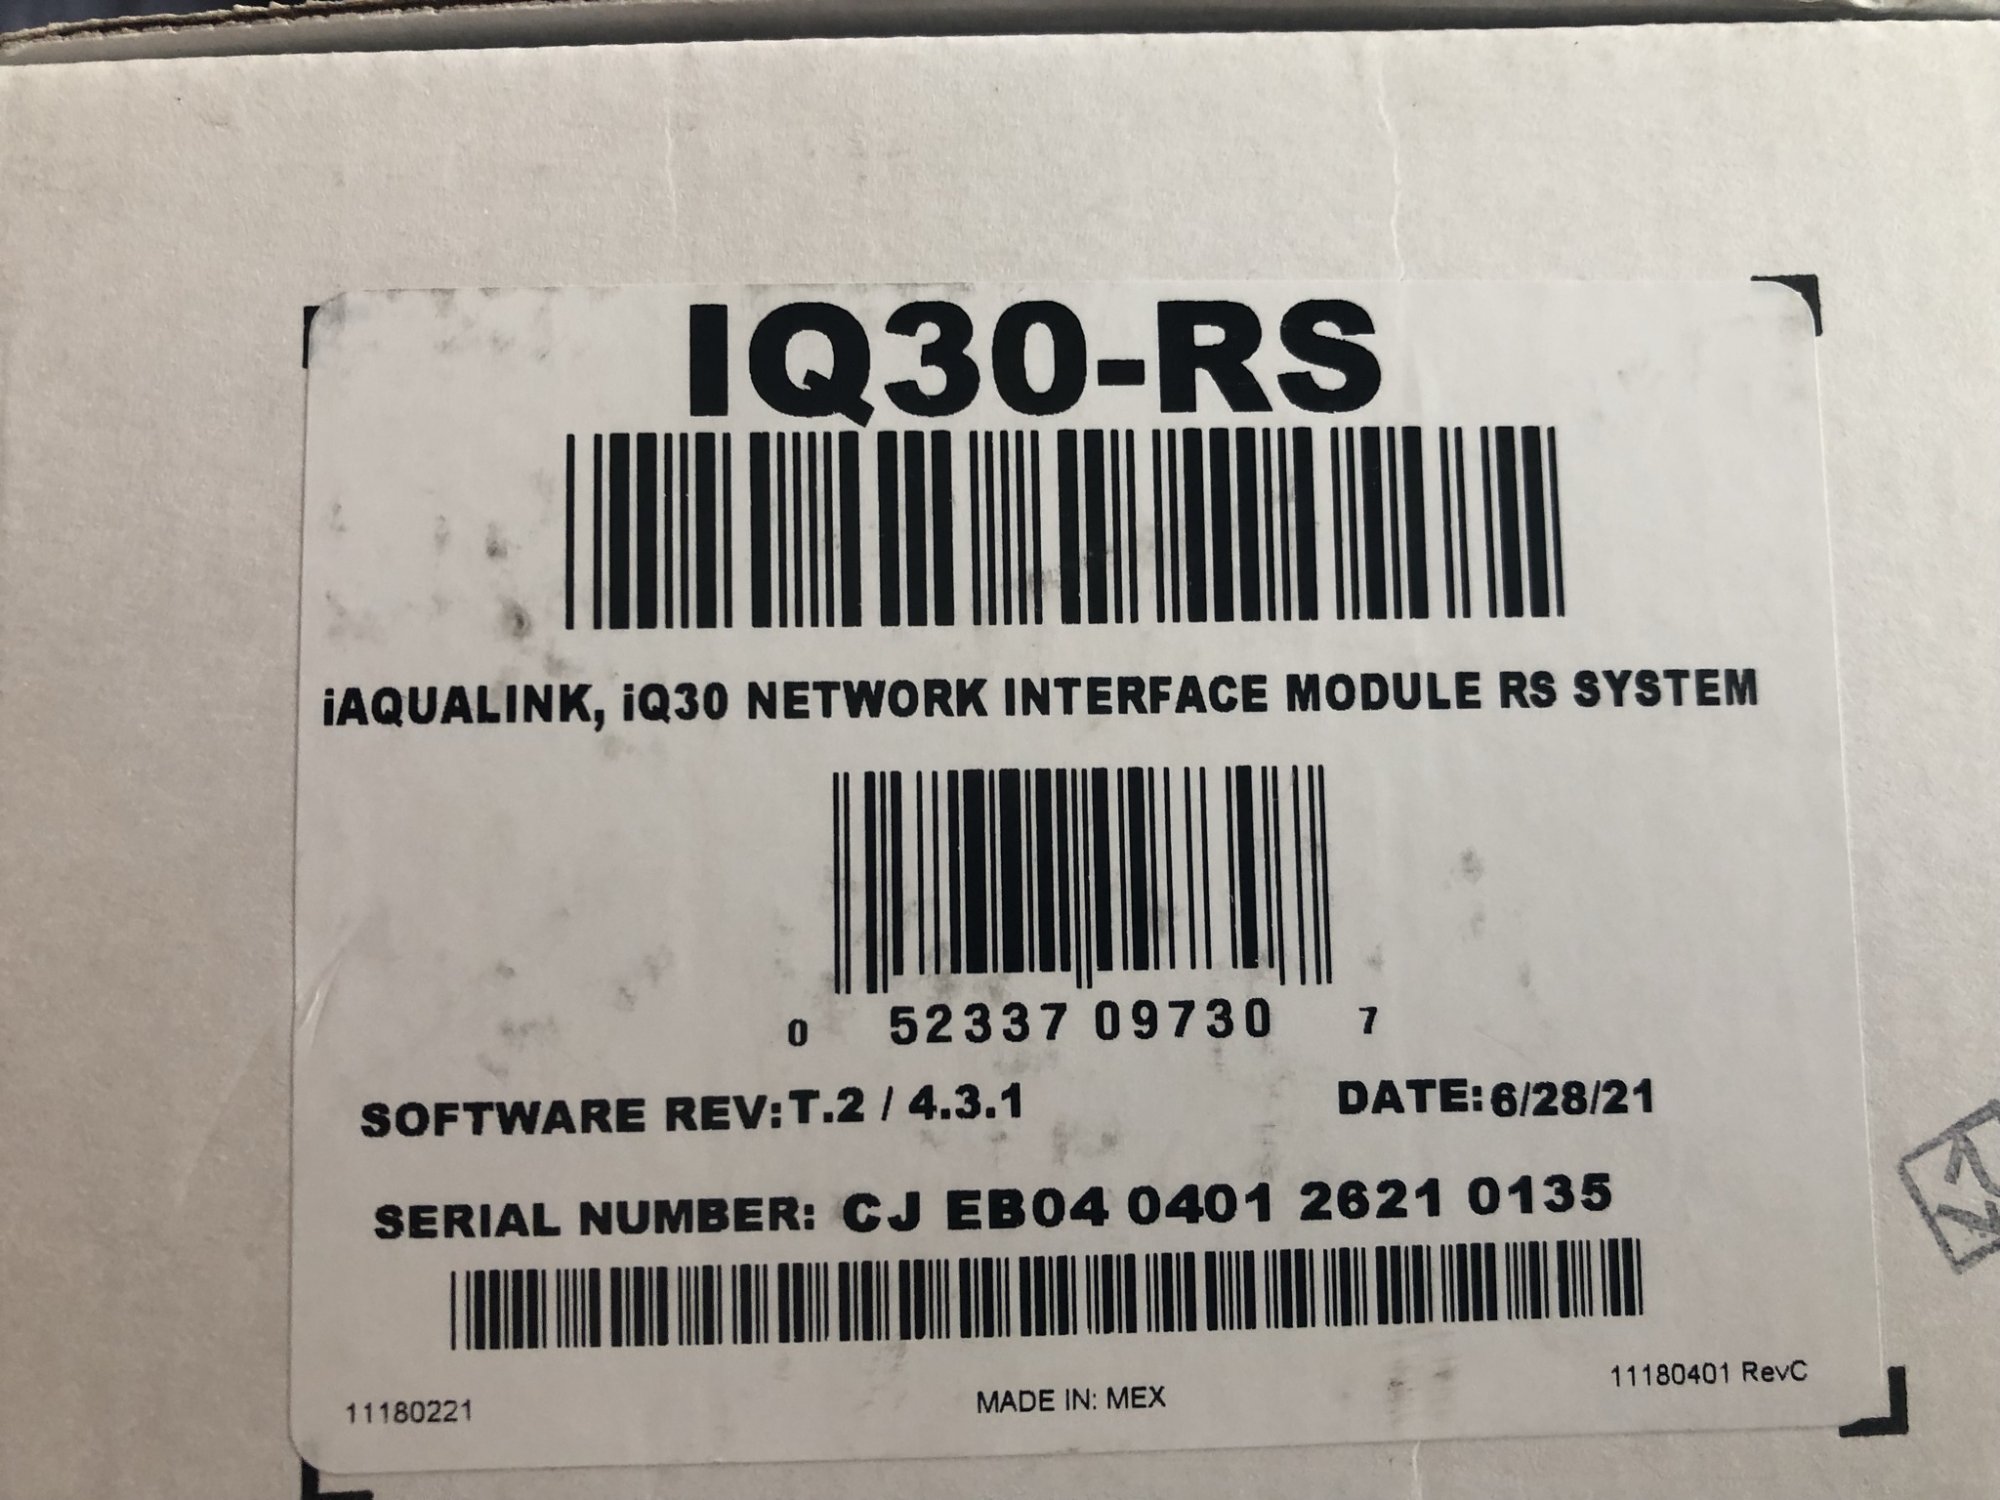 IQ30-RS
iAQUALINK, iQ30 NETWORK INTERFACE MODULE RS SYSTEM
0 52337 09730 7
SOFTWARE REV: T.2 / 4.3.1 DATE: 6/28/21
SERIAL NUMBER: CJ EB04 0401 2621 0135
11180221 MADE IN: MEX 11180401 RevC